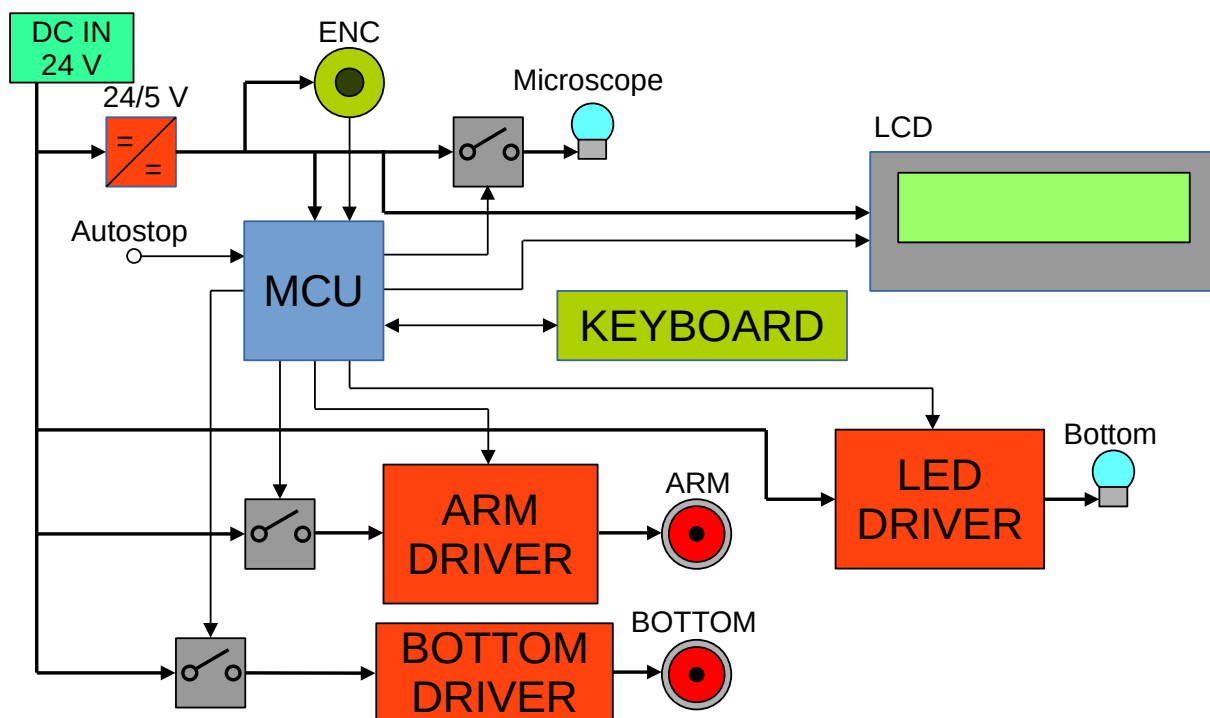 DC IN
24 V
ENC
24/5 V
Microscope
LCD
Autostop
MCU
KEYBOARD
Bottom
LED
DRIVER
ARM
ARM
DRIVER
BOTTOM
BOTTOM
DRIVER